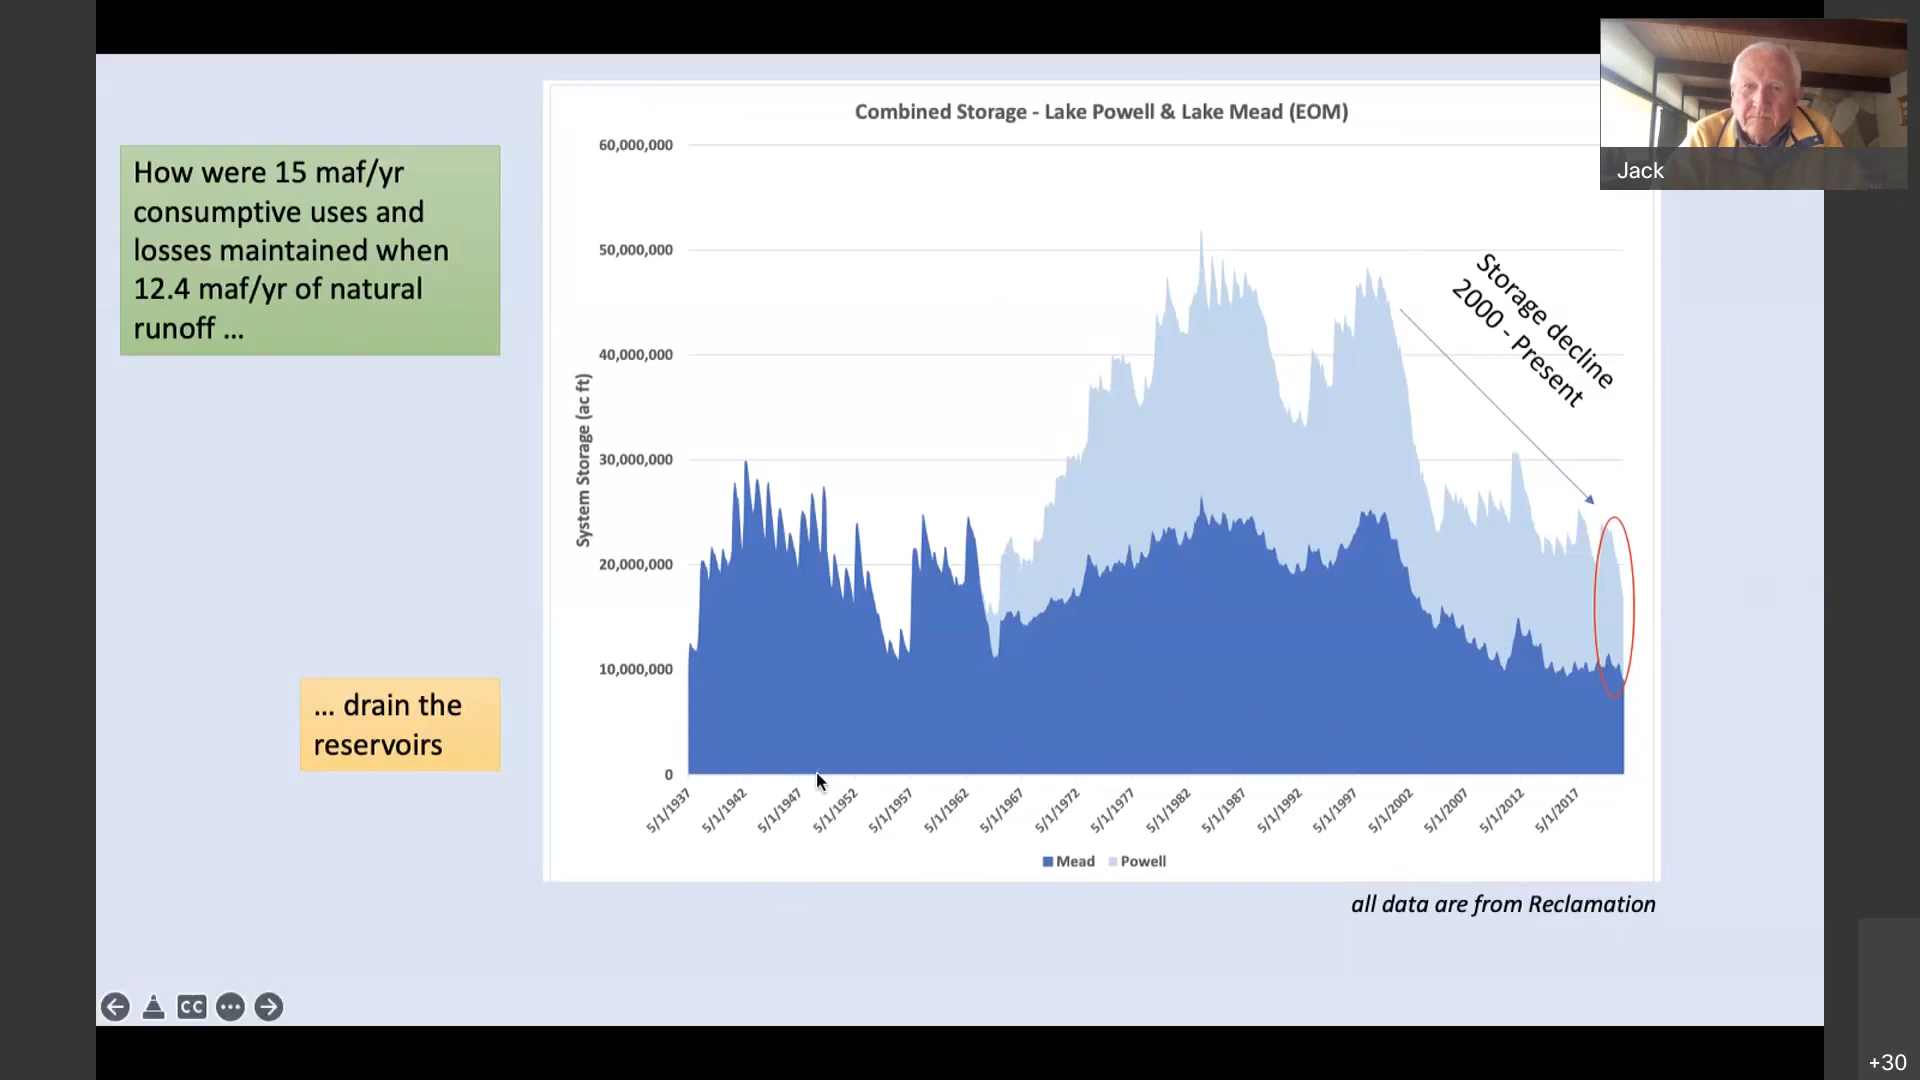 Combined Storage - Lake Powell & Lake Mead (EOM)
How were 15 maf/yr
consumptive uses and
losses maintained when
12.4 maf/yr of natural
runoff ...
... drain the
reservoirs
System Storage (ac ft)
60,000,000
50,000,000
40,000,000
30,000,000
20,000,000
10,000,000
0
Storage decline
2000 - Present
5/1/1937
5/1/1942
5/1/1947
5/1/1952
5/1/1957
5/1/1962
5/1/1967
5/1/1972
5/1/1977
5/1/1982
5/1/1987
5/1/1992
5/1/1997
5/1/2002
5/1/2007
5/1/2012
5/1/2017
Mead Powell
all data are from Reclamation
Jack
CC
+30